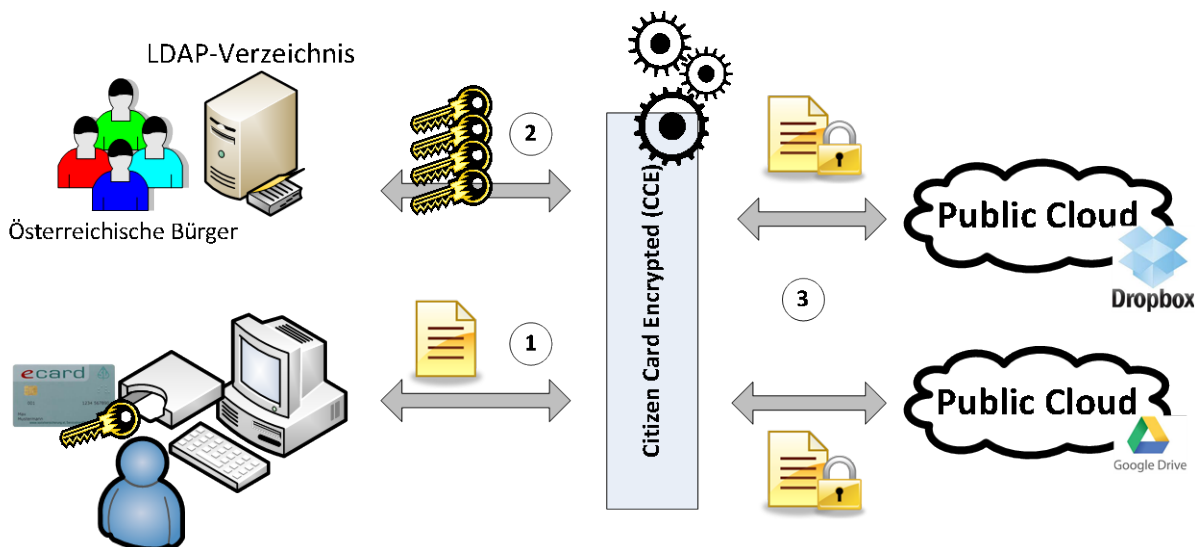 LDAP-Verzeichnis
Österreichische Bürger
2
Citizen Card Encrypted (CCE)
Public Cloud
Dropbox
3
1
ecard
Public Cloud
Google Drive